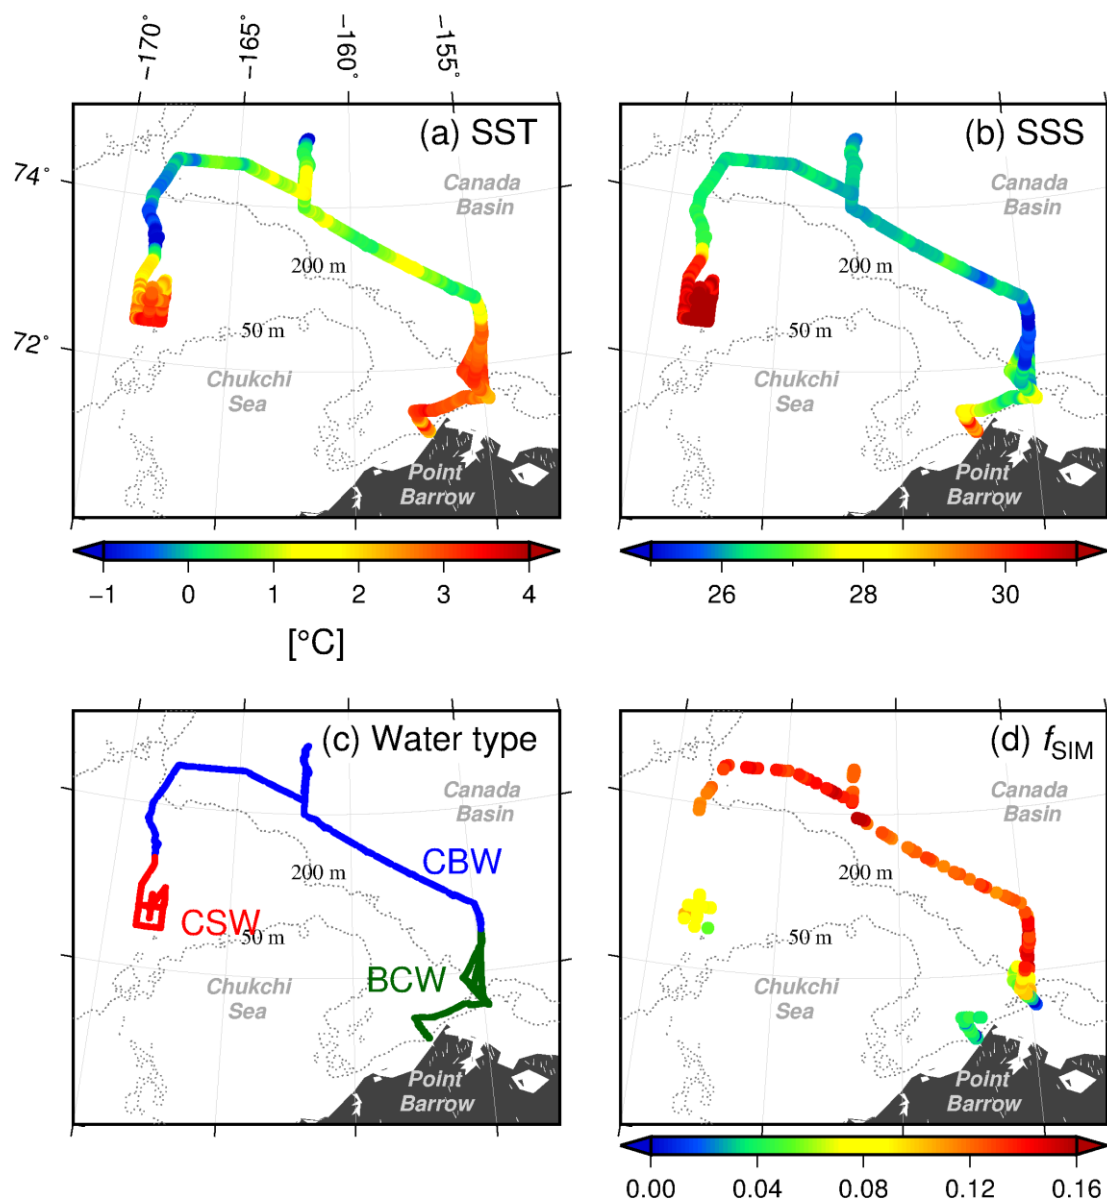 −170° −165° −160° −155°
(a) SST
(b) SSS
74°
Canada
Basin
Canada
Basin
200 m
200 m
72°
50 m
50 m
Chukchi
Sea
Chukchi
Sea
Point
Barrow
Point
Barrow
−1 0 1 2 3 4
26 28 30
[°C]
(c) Water type
(d) fSIM
Canada
Basin
Canada
Basin
CBW
200 m
200 m
CSW
50 m
50 m
BCW
Chukchi
Sea
Chukchi
Sea
Point
Barrow
Point
Barrow
0.00 0.04 0.08 0.12 0.16